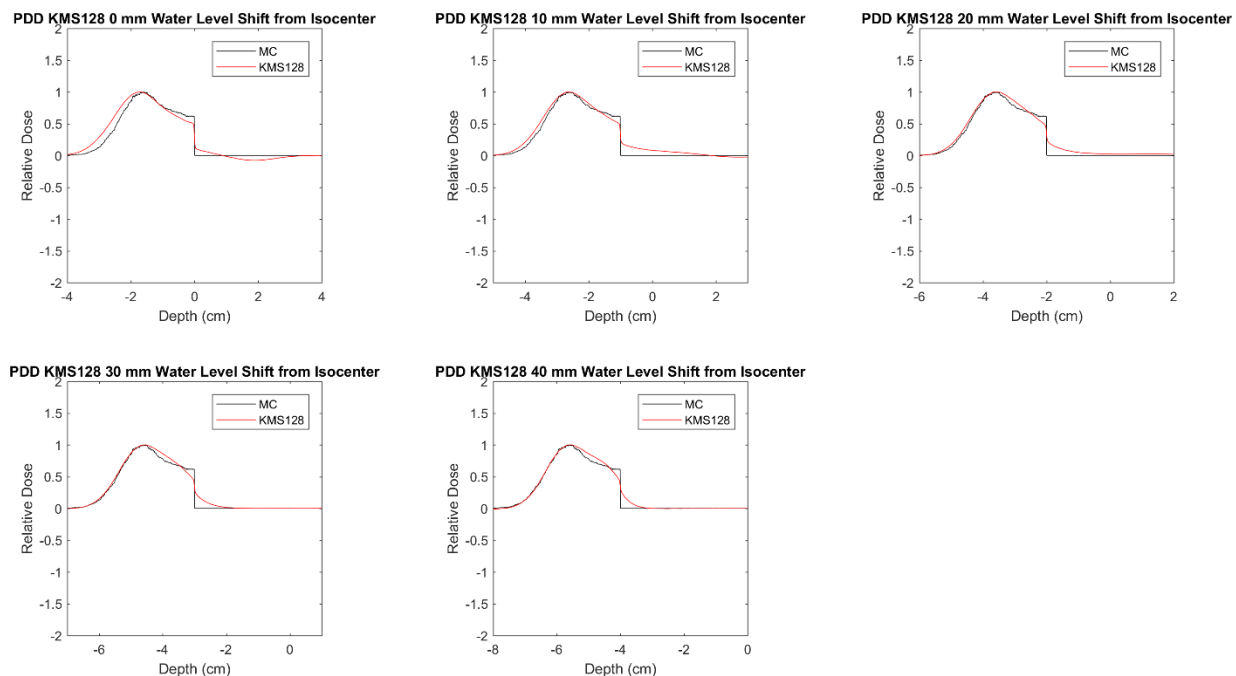 PDD KMS128 0 mm Water Level Shift from Isocenter
2
1.5
1
0.5
0
-0.5
-1
-1.5
-2
Relative Dose
MC
KMS128
-4 -2 0 2 4
Depth (cm)
PDD KMS128 10 mm Water Level Shift from Isocenter
2
1.5
1
0.5
0
-0.5
-1
-1.5
-2
Relative Dose
MC
KMS128
-4 -2 0 2
Depth (cm)
PDD KMS128 20 mm Water Level Shift from Isocenter
2
1.5
1
0.5
0
-0.5
-1
-1.5
-2
Relative Dose
MC
KMS128
-6 -4 -2 0 2
Depth (cm)
PDD KMS128 30 mm Water Level Shift from Isocenter
2
1.5
1
0.5
0
-0.5
-1
-1.5
-2
Relative Dose
MC
KMS128
-6 -4 -2 0
Depth (cm)
PDD KMS128 40 mm Water Level Shift from Isocenter
2
1.5
1
0.5
0
-0.5
-1
-1.5
-2
Relative Dose
MC
KMS128
-8 -6 -4 -2 0
Depth (cm)